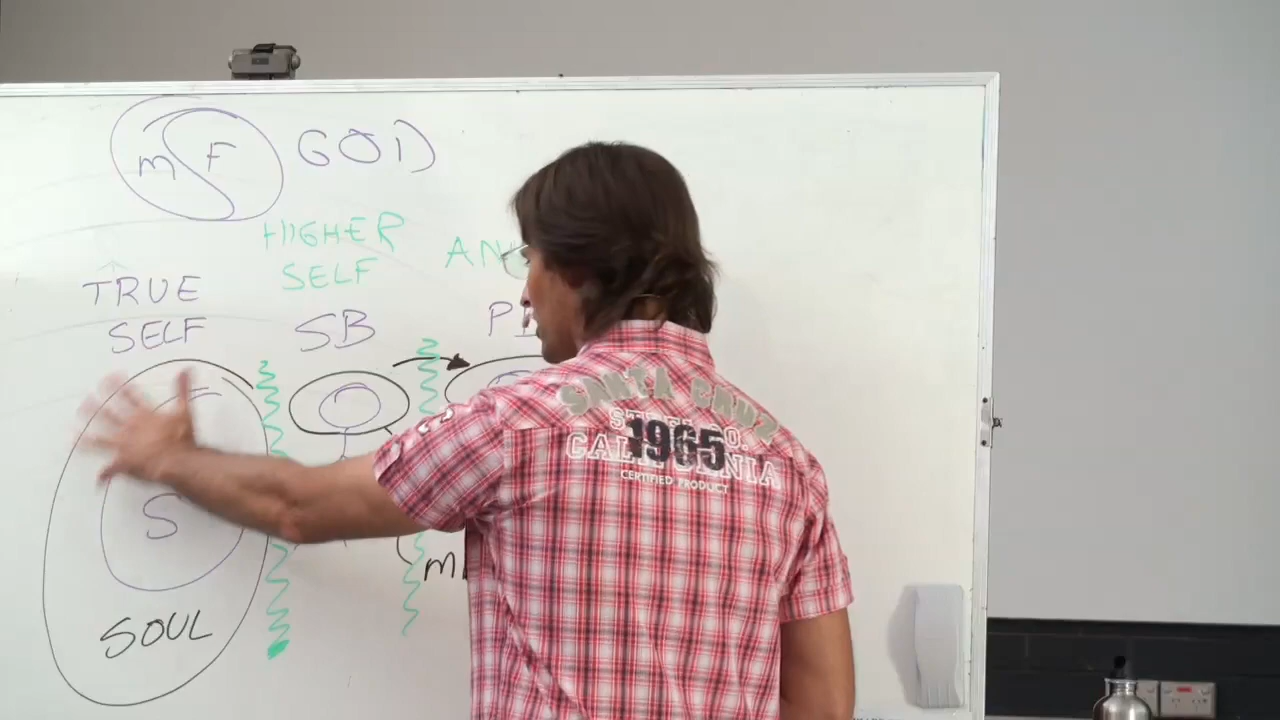 M F GOD
HIGHER
SELF
TRUE
SELF
SB
S
SOUL
SANTA CRUZ
1965
CALIFORNIA
CERTIFIED PRODUCT